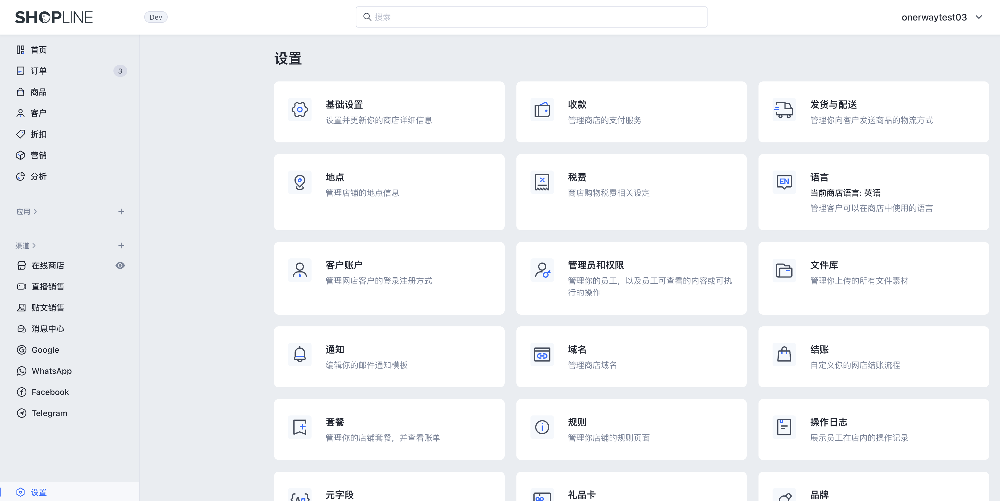 SHOPLINE
Dev
搜索
onerwaytest03
首页
订单
3
商品
客户
折扣
营销
分析
应用
渠道
在线商店
直播销售
贴文销售
消息中心
Google
WhatsApp
Facebook
Telegram
设置
设置
基础设置
设置并更新你的商店详细信息
收款
管理商店的支付服务
发货与配送
管理你向客户发送商品的物流方式
地点
管理店铺的地点信息
税费
商店购物税费相关设定
EN
语言
当前商店语言: 英语
管理客户可以在商店中使用的语言
客户账户
管理网店客户的登录注册方式
管理员和权限
管理你的员工，以及员工可查看的内容或可执
行的操作
文件库
管理你上传的所有文件素材
通知
编辑你的邮件通知模板
域名
管理商店域名
结账
自定义你的网店结账流程
套餐
管理你的店铺套餐，并查看账单
规则
管理你店铺的规则页面
操作日志
展示员工在店内的操作记录
元字段
礼品卡
品牌